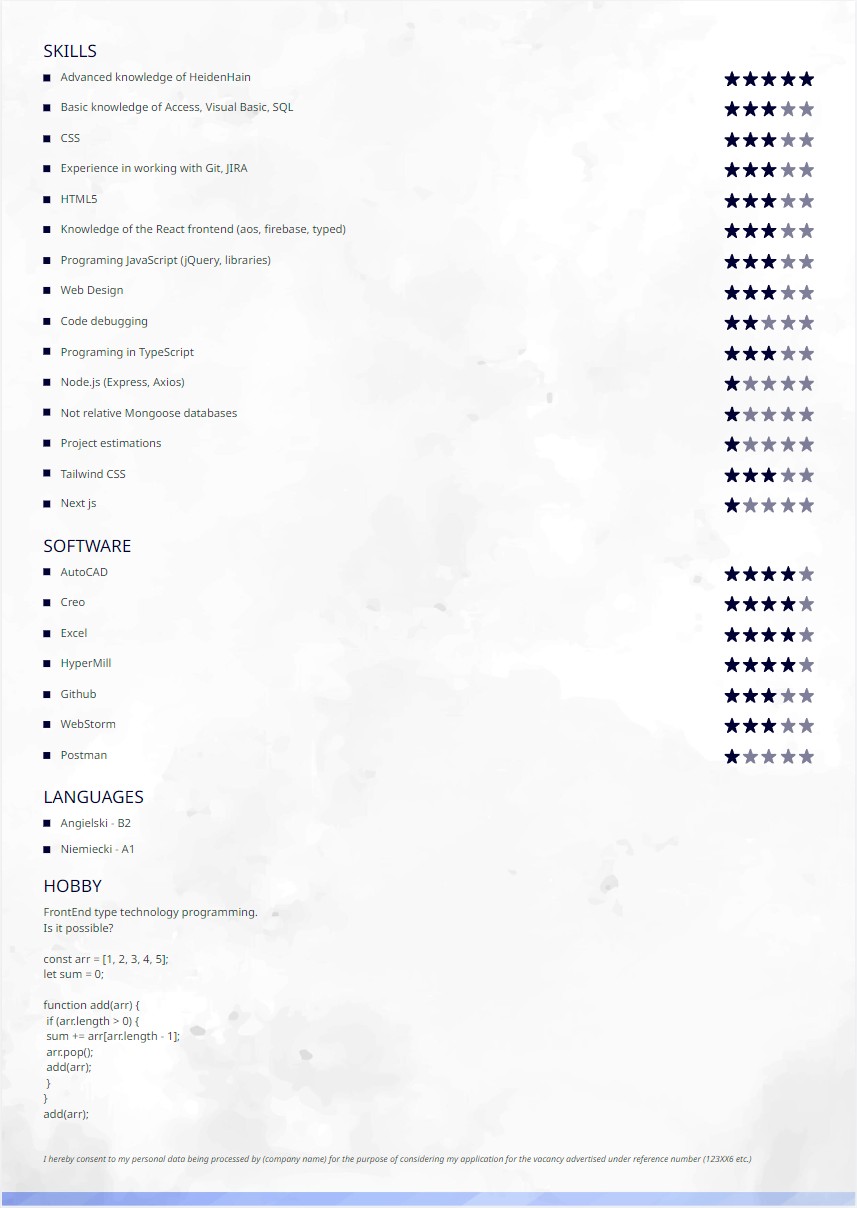 SKILLS
Advanced knowledge of HeidenHain
Basic knowledge of Access, Visual Basic, SQL
CSS
Experience in working with Git, JIRA
HTML5
Knowledge of the React frontend (aos, firebase, typed)
Programing JavaScript (jQuery, libraries)
Web Design
Code debugging
Programing in TypeScript
Node.js (Express, Axios)
Not relative Mongoose databases
Project estimations
Tailwind CSS
Next js
SOFTWARE
AutoCAD
Creo
Excel
HyperMill
Github
WebStorm
Postman
LANGUAGES
Angielski - B2
Niemiecki - A1
HOBBY
FrontEnd type technology programming.
Is it possible?
const arr = [1, 2, 3, 4, 5];
let sum = 0;
function add(arr) {
if (arr.length > 0) {
sum += arr[arr.length - 1];
arr.pop();
add(arr);
}
}
add(arr);
I hereby consent to my personal data being processed by (company name) for the purpose of considering my application for the vacancy advertised under reference number (123XX6 etc.)